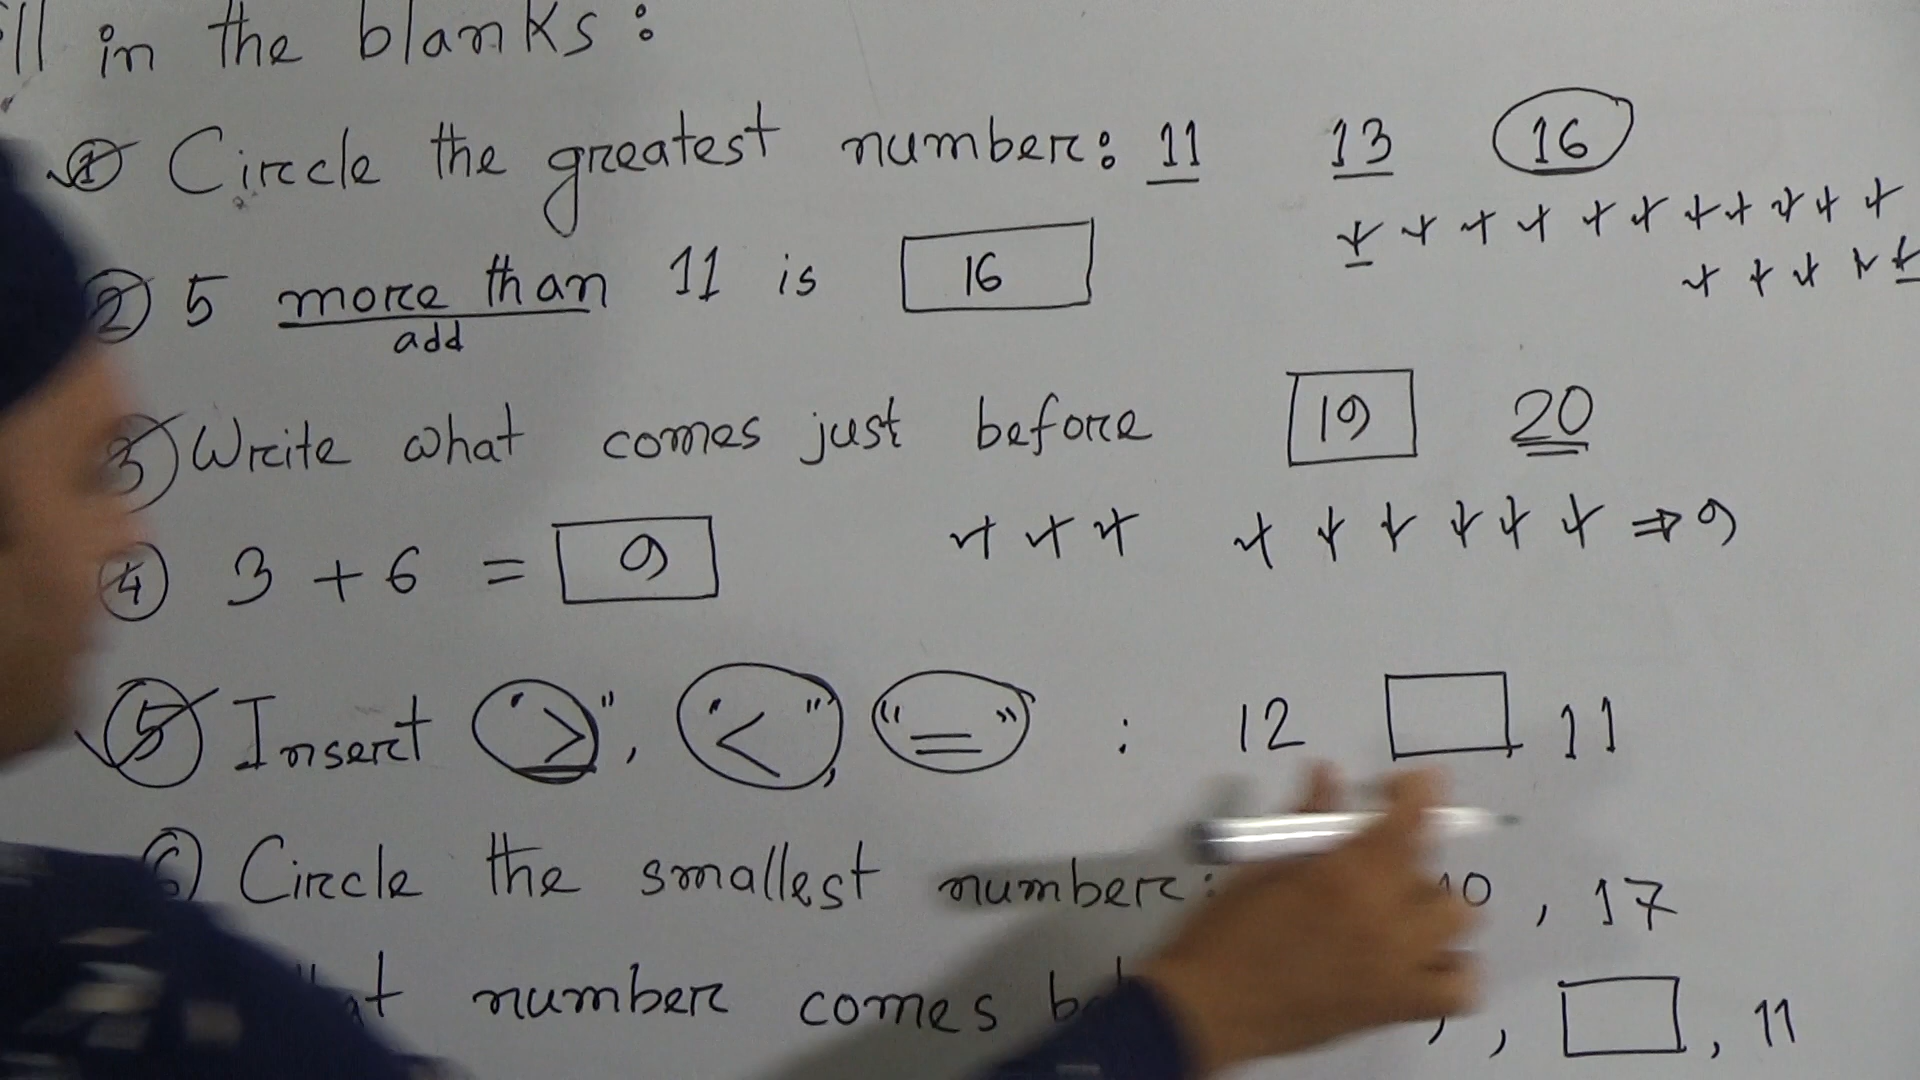 in the blanks :
① Circle the greatest number : 11 13 16
② 5 more than 11 is 16
add
③ Write what comes just before 19 20
④ 3 + 6 = 9 ⇒ 9
⑤ Insert ">", "<", "=" : 12 11
⑥ Circle the smallest number : , 17
number comes , , 11